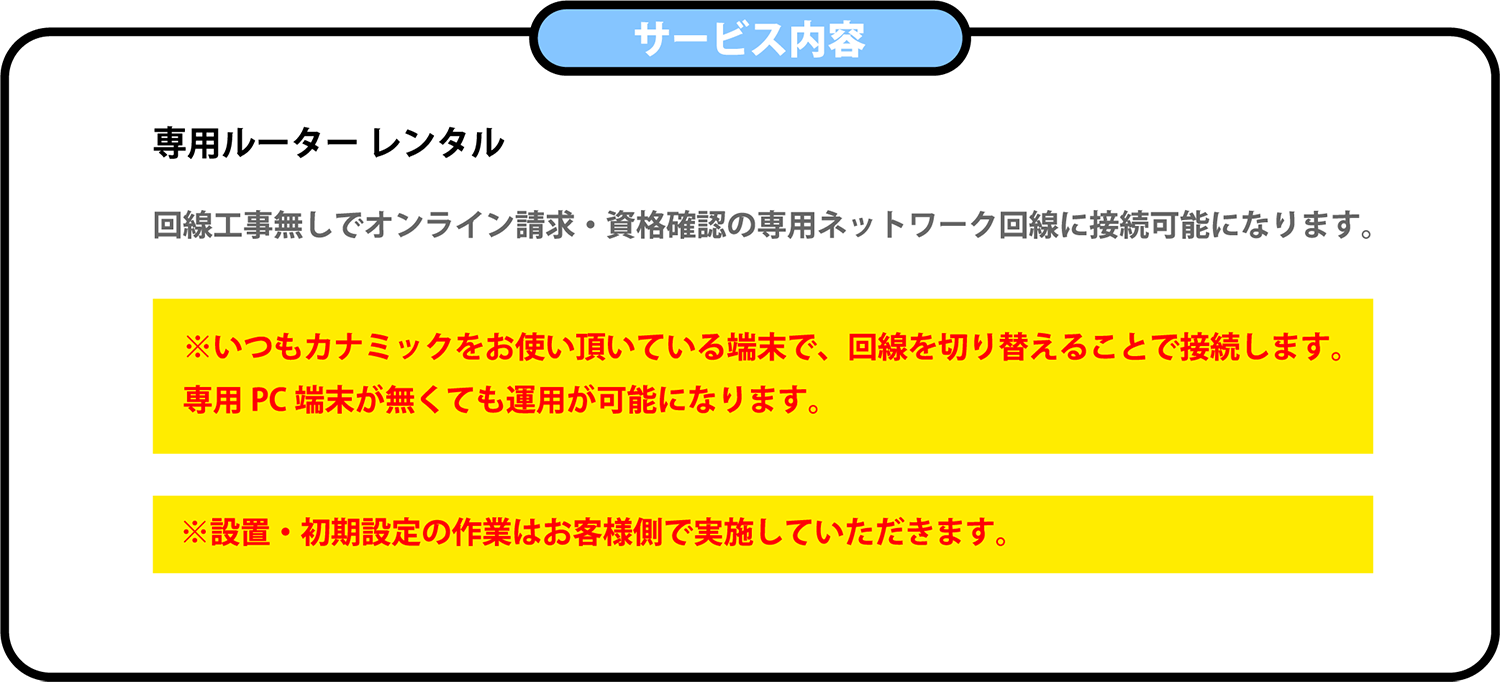 サービス内容
専用ルーター レンタル
回線工事無しでオンライン請求・資格確認の専用ネットワーク回線に接続可能になります。
※いつもカナミックをお使い頂いている端末で、回線を切り替えることで接続します。
専用 PC 端末が無くても運用が可能になります。
※設置・初期設定の作業はお客様側で実施していただきます。